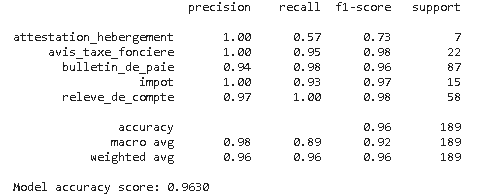 precision recall f1-score support
attestation_hebergement 1.00 0.57 0.73 7
avis_taxe_fonciere 1.00 0.95 0.98 22
bulletin_de_paie 0.94 0.98 0.96 87
impot 1.00 0.93 0.97 15
releve_de_compte 0.97 1.00 0.98 58
accuracy 0.96 189
macro avg 0.98 0.89 0.92 189
weighted avg 0.96 0.96 0.96 189
Model accuracy score: 0.9630